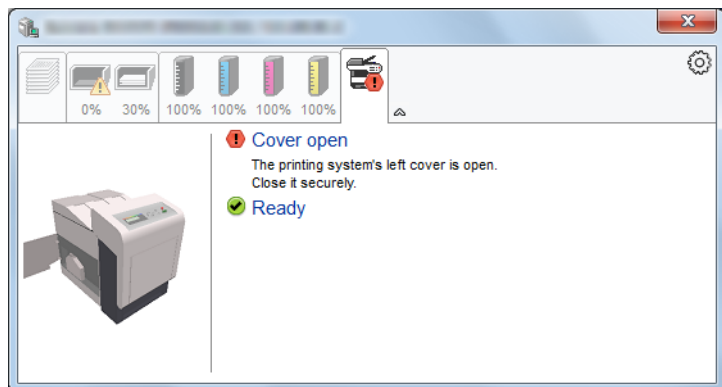 0% 30% 100% 100% 100% 100%
Cover open
The printing system's left cover is open.
Close it securely.
Ready